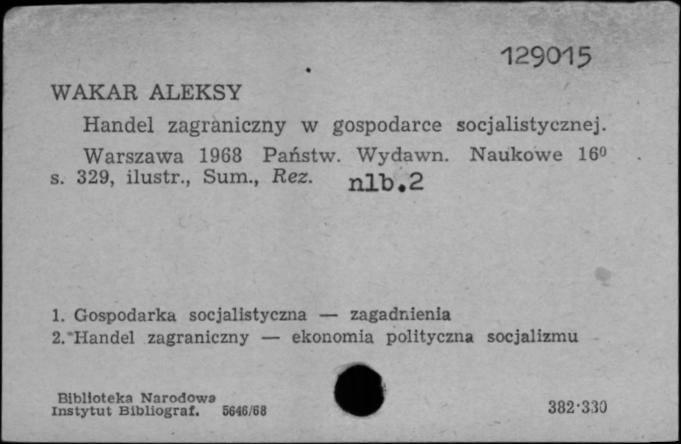 129015
WAKAR ALEKSY
Handel zagraniczny w gospodarce socjalistycznej.
Warszawa 1968 Państw. Wydawn. Naukowe 16⁰
s. 329, ilustr., Sum., Rez. nlb.2
1. Gospodarka socjalistyczna — zagadnienia
2. Handel zagraniczny — ekonomia polityczna socjalizmu
Biblioteka Narodowa
Instytut Bibliograf. 5646/68
382·330